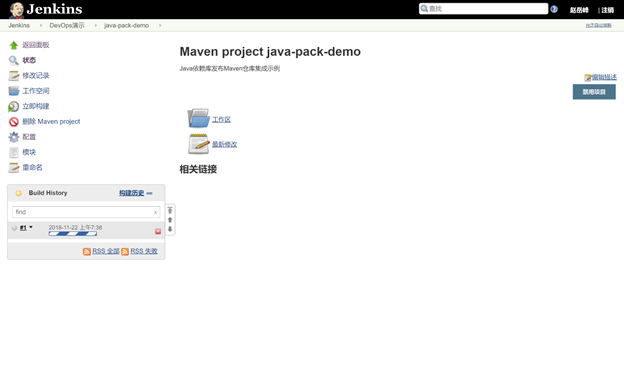 Jenkins
查找
赵岳峰
| 注销
Jenkins
DevOps演示
java-pack-demo
允许自动刷新
返回面板
状态
修改记录
工作空间
立即构建
删除 Maven project
配置
模块
重命名
Maven project java-pack-demo
Java依赖库发布Maven仓库集成示例
编辑描述
禁用项目
工作区
最新修改
相关链接
Build History
构建历史
find
x
#1
2018-11-22 上午7:38
RSS 全部
RSS 失败